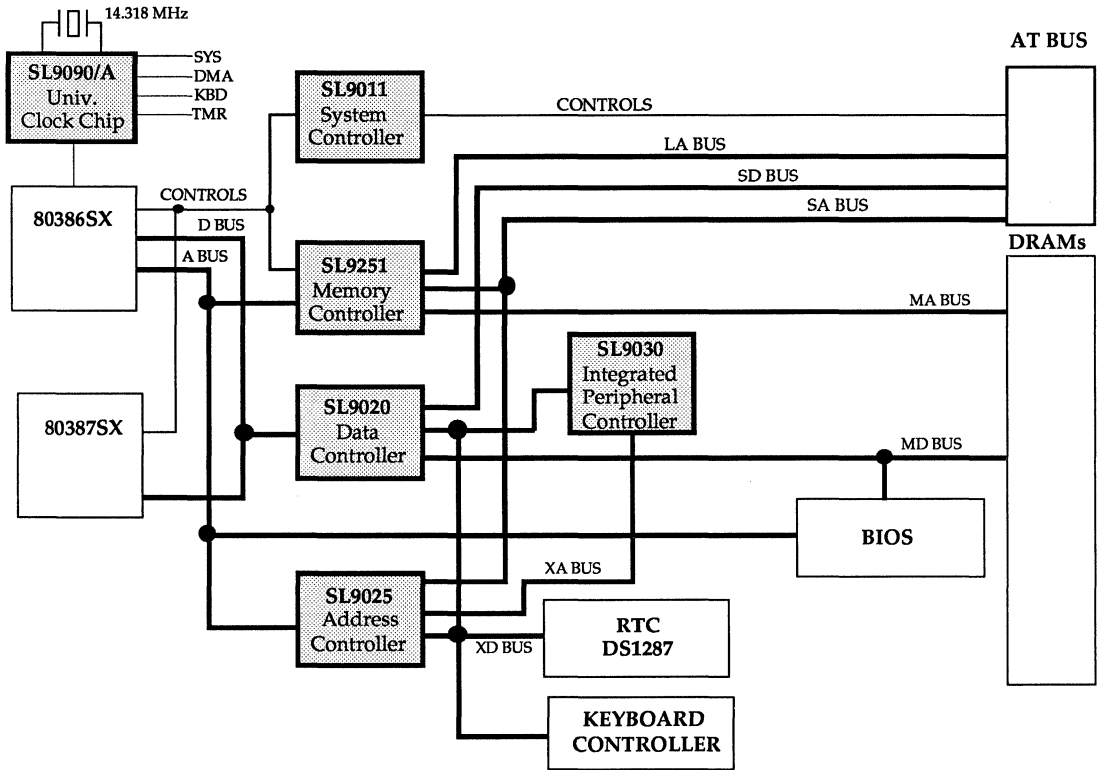 14.318 MHz
SL9090/A
Univ.
Clock Chip
SYS
DMA
KBD
TMR
SL9011
System
Controller
CONTROLS
AT BUS
LA BUS
SD BUS
SA BUS
80386SX
CONTROLS
D BUS
A BUS
SL9251
Memory
Controller
DRAMs
MA BUS
SL9030
Integrated
Peripheral
Controller
80387SX
SL9020
Data
Controller
MD BUS
BIOS
SL9025
Address
Controller
XA BUS
XD BUS
RTC
DS1287
KEYBOARD
CONTROLLER